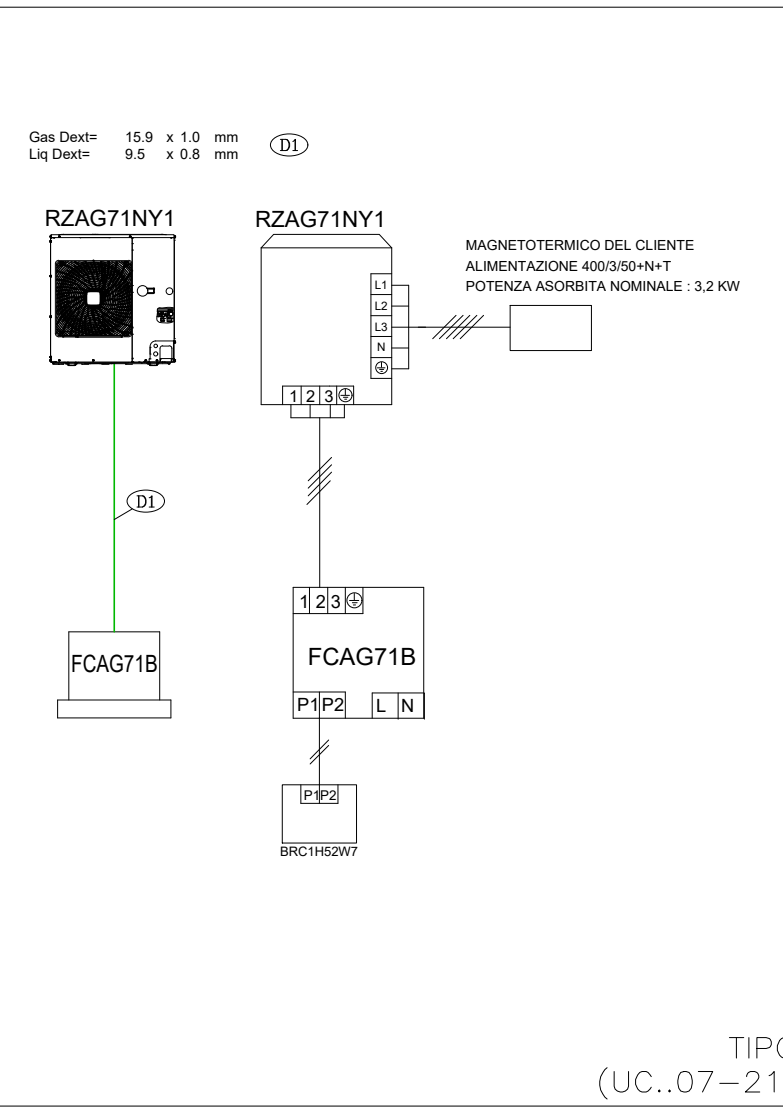 Gas Dext= 15.9 x 1.0 mm
Liq Dext= 9.5 x 0.8 mm
D1
RZAG71NY1
RZAG71NY1
MAGNETOTERMICO DEL CLIENTE
ALIMENTAZIONE 400/3/50+N+T
POTENZA ASORBITA NOMINALE : 3,2 KW
L1
L2
L3
N
1 2 3
D1
1 2 3
FCAG71B
FCAG71B
P1 P2 L N
P1 P2
BRC1H52W7
TIPO
(UC..07-21